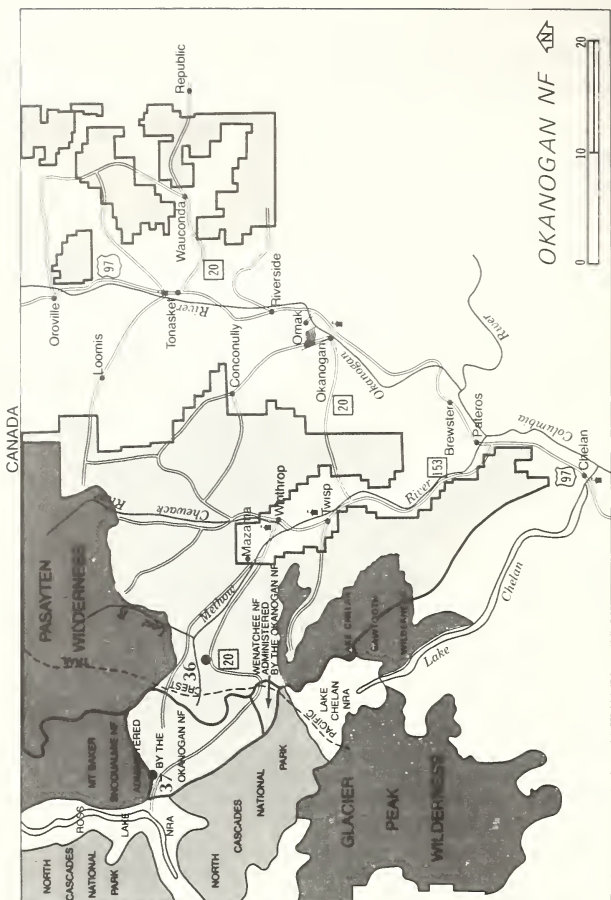 CANADA
OKANOGAN NF
N
0 10 20
PASAYTEN
WILDERNESS
MT BAKER
SNOQUALMIE NF
ADMINISTERED
BY THE
OKANOGAN NF
NORTH
CASCADES
NATIONAL
PARK
ROSS
LAKE
NRA
NORTH
CASCADES
NATIONAL
PARK
37
36
CREST
TRAIL
PACIFIC
20
WENATCHEE NF
ADMINISTERED
BY THE OKANOGAN NF
LAKE
CHELAN
NRA
LAKE CHELAN
SAWTOOTH
WILDERNESS
GLACIER
PEAK
WILDERNESS
Lake
Chelan
Methow
River
Chewack
Mazama
Winthrop
Twisp
153
20
Loomis
Conconully
Oroville
97
Tonasket
River
Okanogan
20
Wauconda
Republic
Riverside
Omak
Okanogan
Brewster
Pateros
Columbia
River
97
Chelan